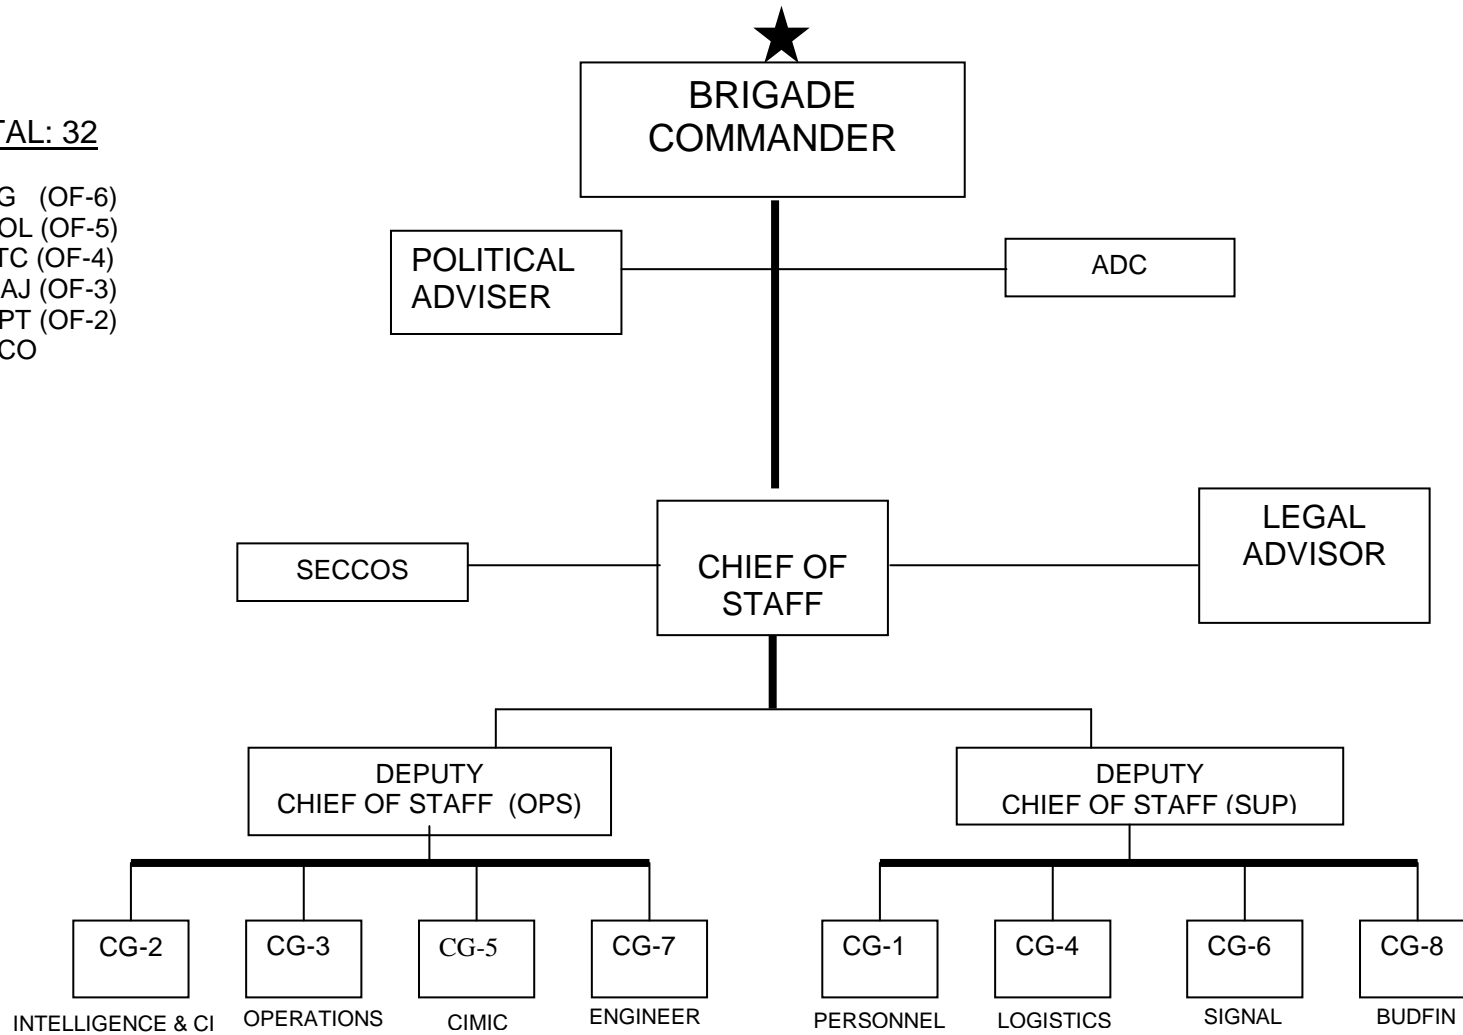 BRIGADE
COMMANDER
TAL: 32
G (OF-6)
OL (OF-5)
TC (OF-4)
AJ (OF-3)
PT (OF-2)
CO
POLITICAL
ADVISER
ADC
SECCOS
CHIEF OF
STAFF
LEGAL
ADVISOR
DEPUTY
CHIEF OF STAFF (OPS)
DEPUTY
CHIEF OF STAFF (SUP)
CG-2
CG-3
CG-5
CG-7
CG-1
CG-4
CG-6
CG-8
INTELLIGENCE & CI
OPERATIONS
CIMIC
ENGINEER
PERSONNEL
LOGISTICS
SIGNAL
BUDFIN